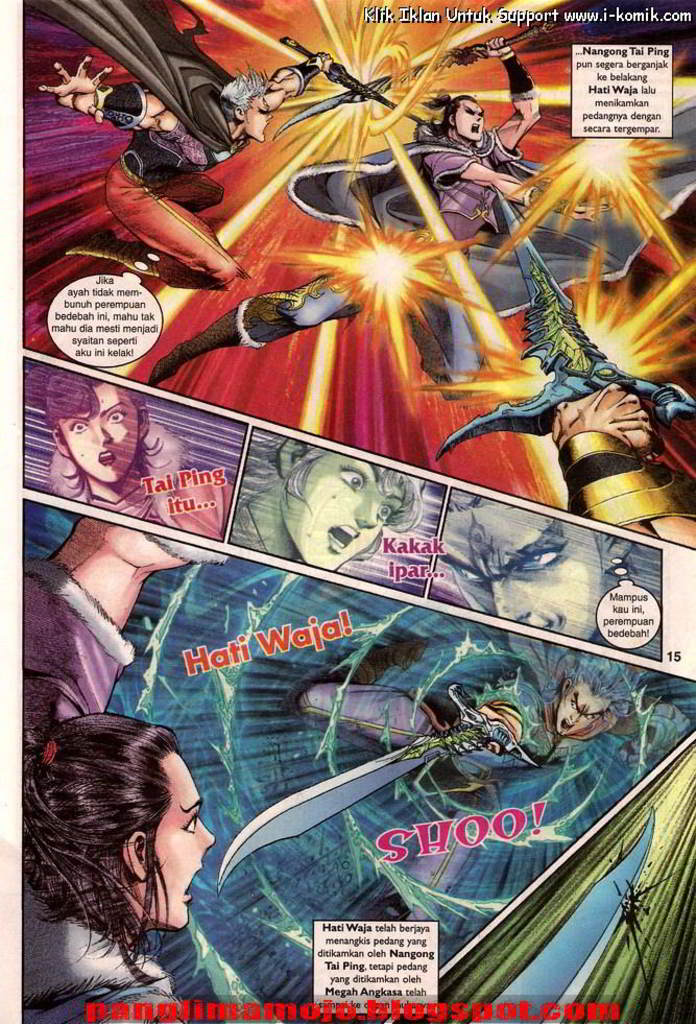 Klik Iklan Untuk Support www.i-komik.com
...Nangong Tai Ping
pun segera berganjak
ke belakang
Hati Waja lalu
menikamkan
pedangnya dengan
secara tergempar.
Jika
ayah tidak mem-
bunuh perempuan
bedebah ini, mahu tak
mahu dia mesti menjadi
syaitan seperti
aku ini kelak!
Tai Ping
itu...
Kakak
ipar...
Mampus
kau ini,
perempuan
bedebah!
15
Hati Waja!
SHOO!
Hati Waja telah berjaya
menangkis pedang yang
ditikamkan oleh Nangong
Tai Ping, tetapi pedang
yang ditikamkan oleh
Megah Angkasa telah
ke
panglimamojo.blogspot.com